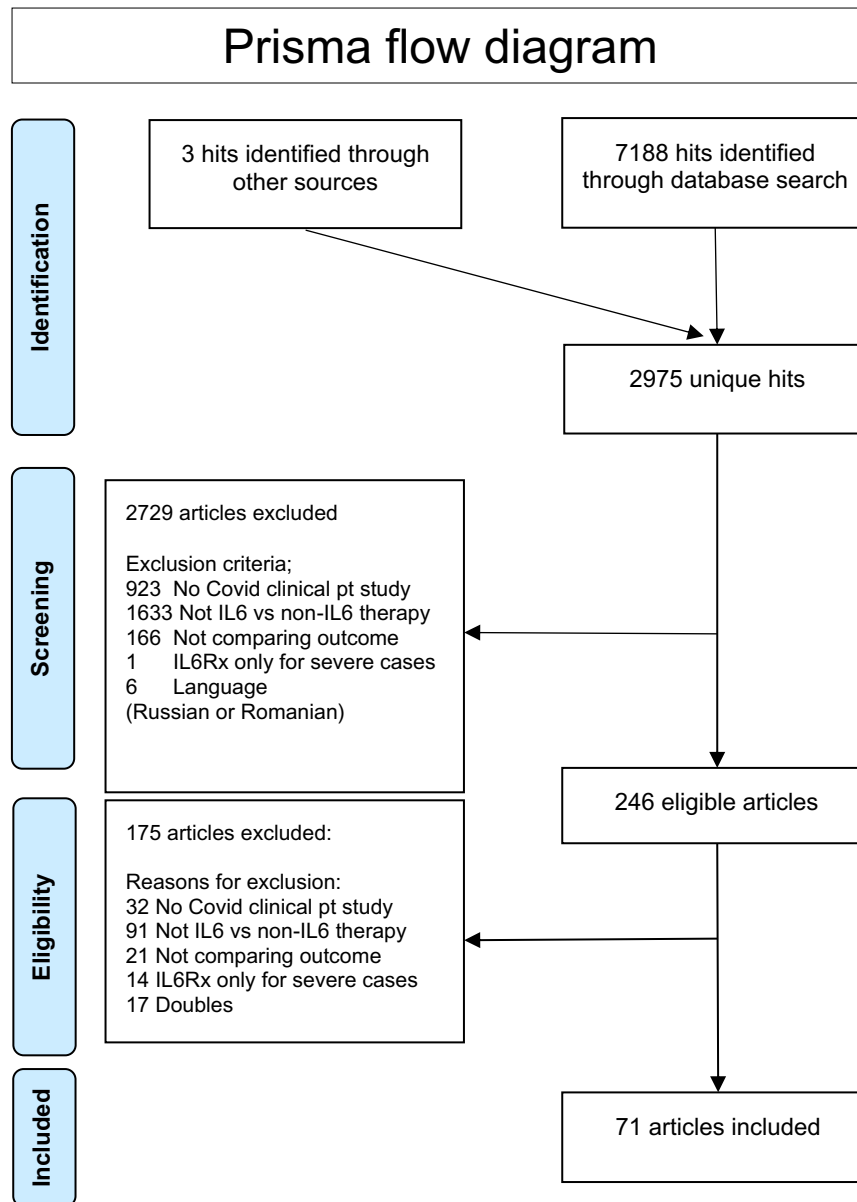 Prisma flow diagram
Identification
3 hits identified through
other sources
7188 hits identified
through database search
2975 unique hits
Screening
2729 articles excluded
Exclusion criteria;
923 No Covid clinical pt study
1633 Not IL6 vs non-IL6 therapy
166 Not comparing outcome
1 IL6Rx only for severe cases
6 Language
(Russian or Romanian)
246 eligible articles
Eligibility
175 articles excluded:
Reasons for exclusion:
32 No Covid clinical pt study
91 Not IL6 vs non-IL6 therapy
21 Not comparing outcome
14 IL6Rx only for severe cases
17 Doubles
Included
71 articles included